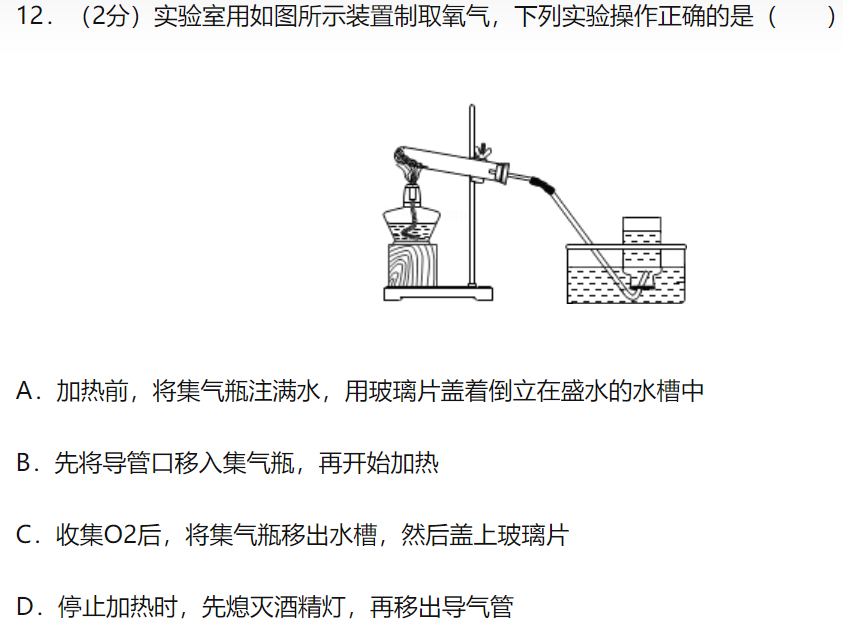 12. （2分）实验室用如图所示装置制取氧气，下列实验操作正确的是（　　）
A. 加热前，将集气瓶注满水，用玻璃片盖着倒立在盛水的水槽中
B. 先将导管口移入集气瓶，再开始加热
C. 收集O2后，将集气瓶移出水槽，然后盖上玻璃片
D. 停止加热时，先熄灭酒精灯，再移出导气管